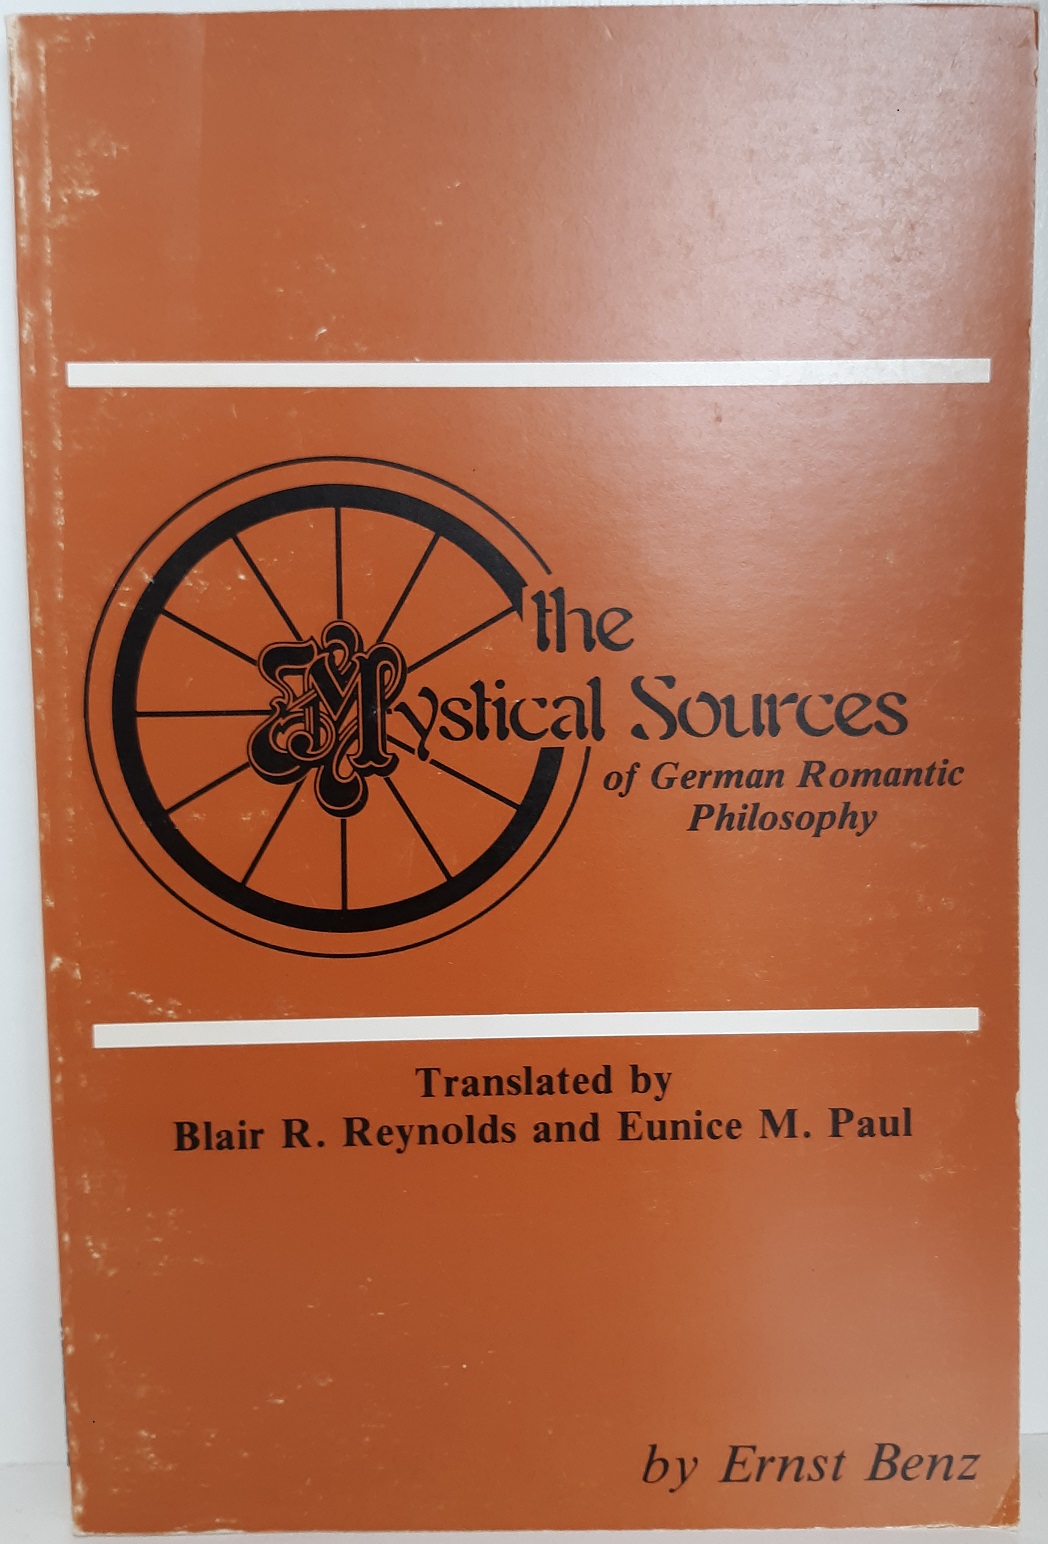 the
Mystical Sources
of German Romantic
Philosophy
Translated by
Blair R. Reynolds and Eunice M. Paul
by Ernst Benz